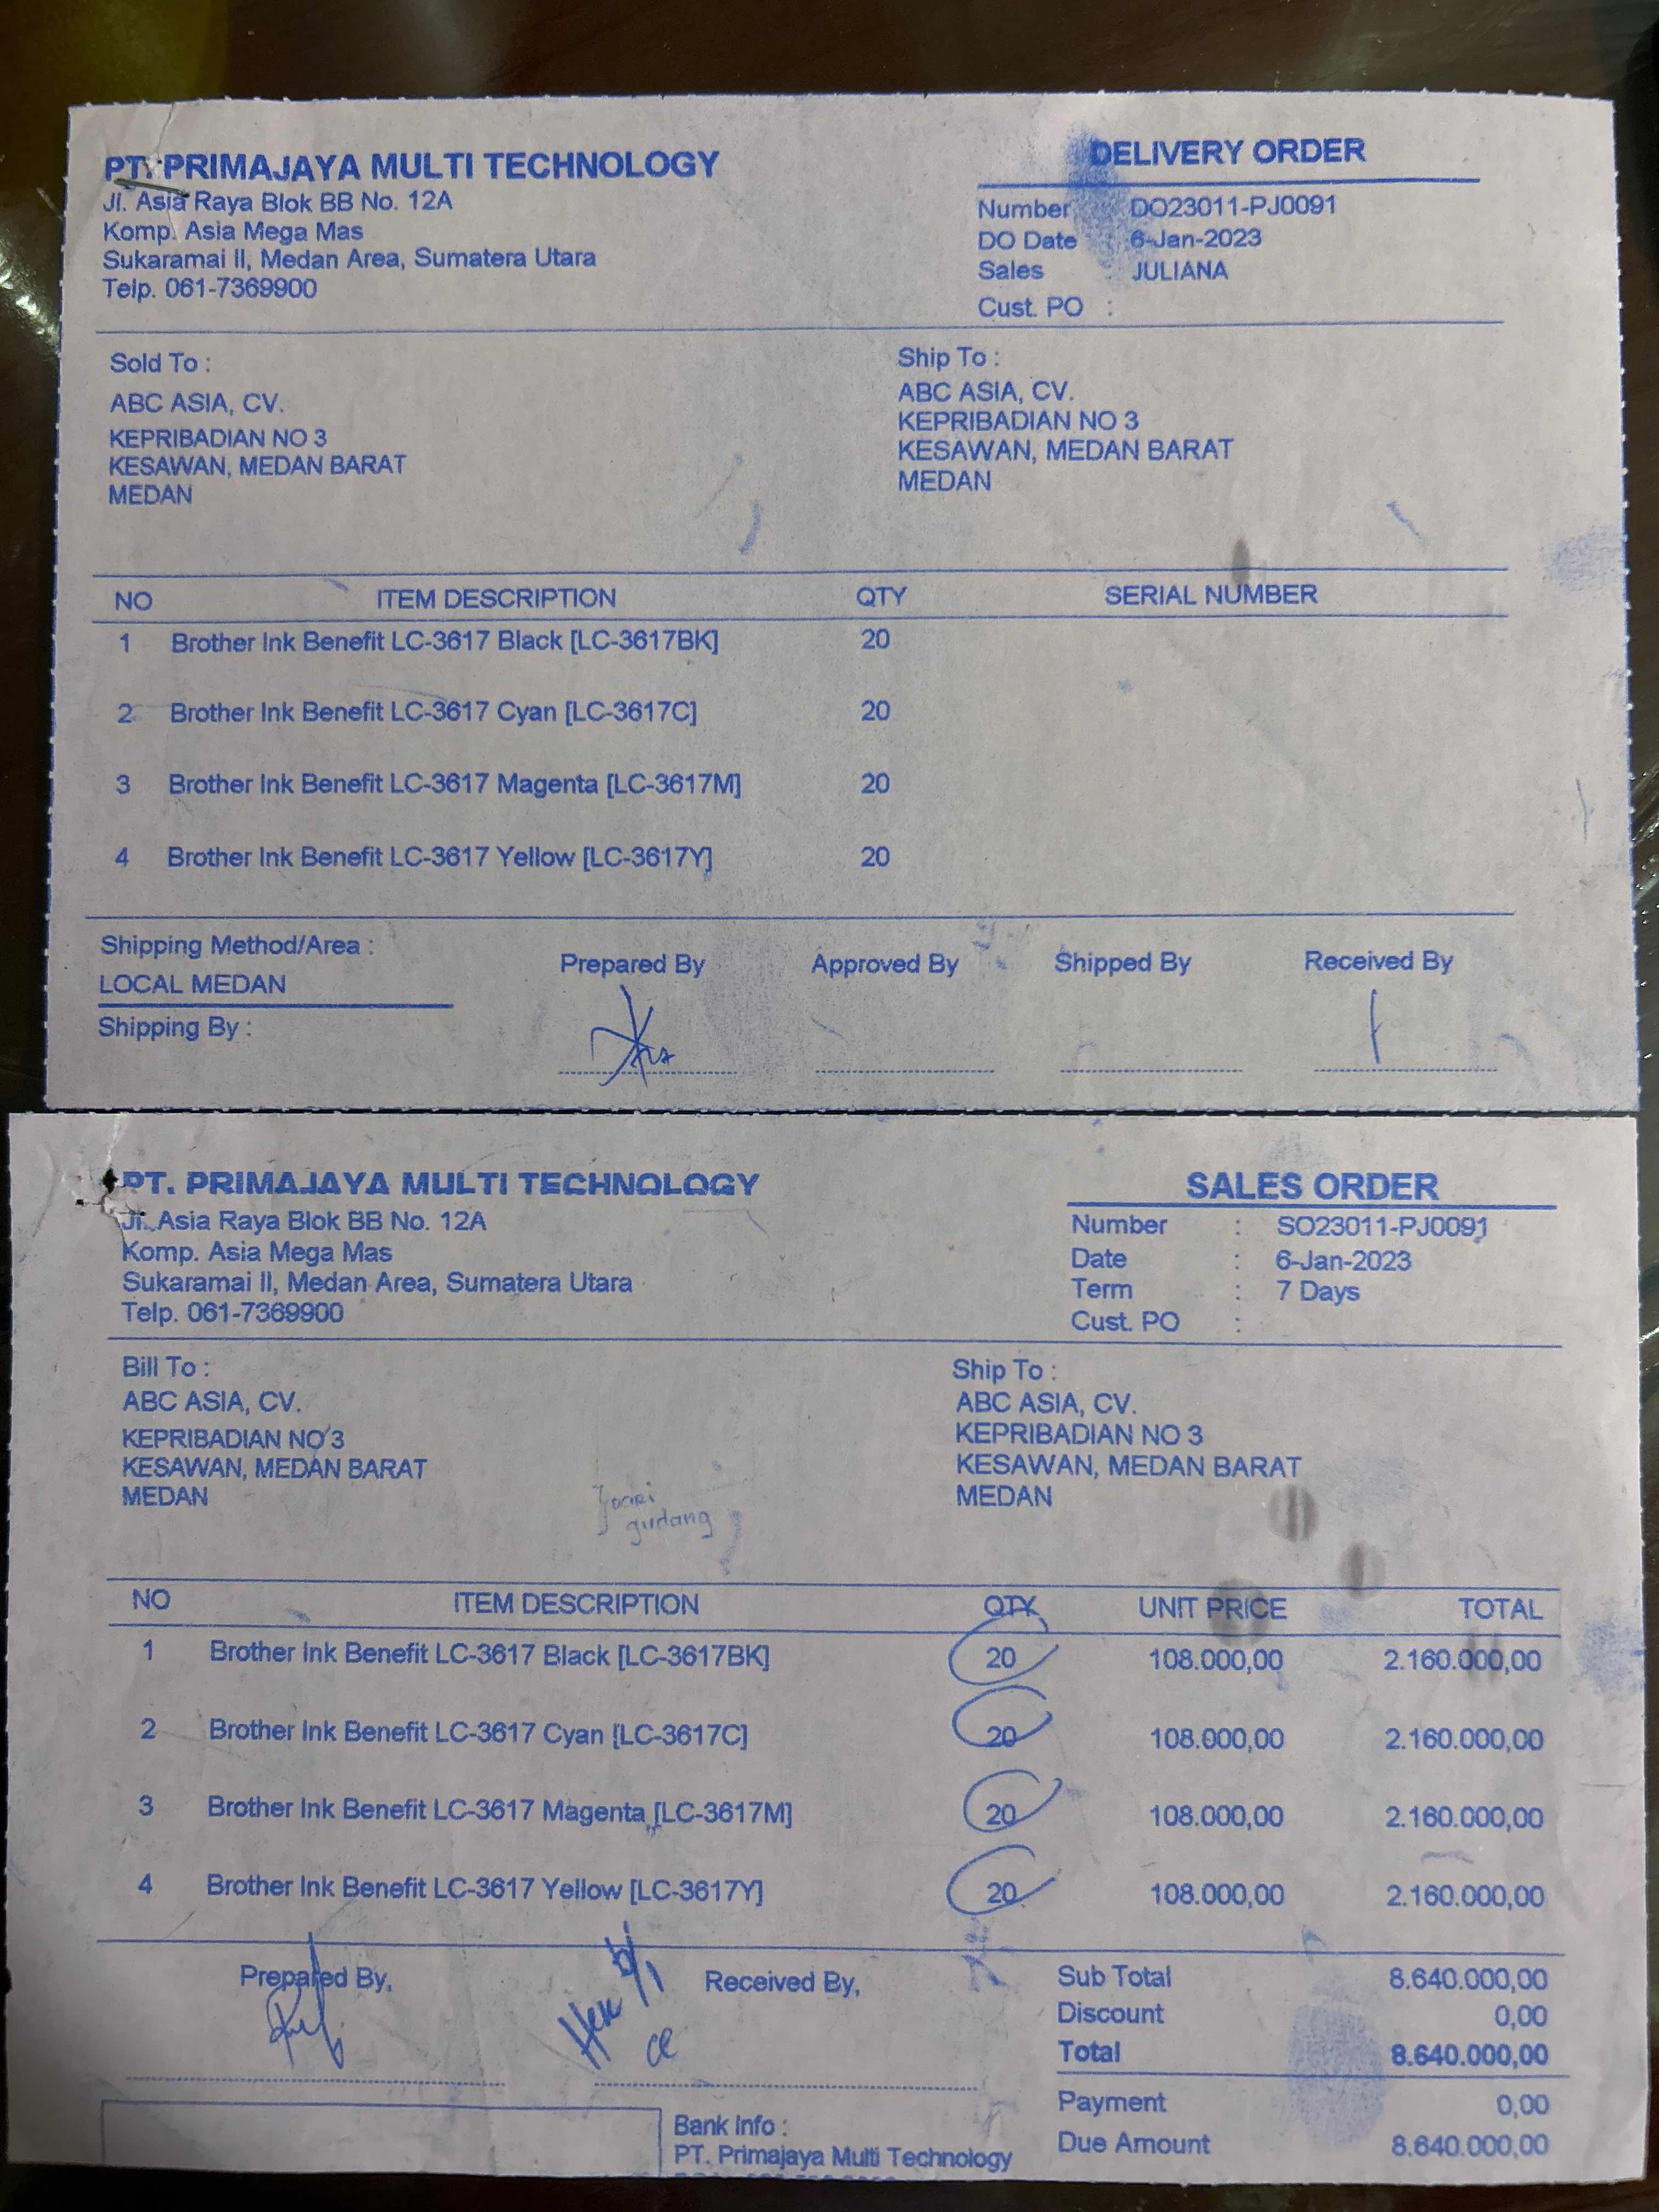 PT. PRIMAJAYA MULTI TECHNOLOGY
Jl. Asia Raya Blok BB No. 12A
Komp. Asia Mega Mas
Sukaramai II, Medan Area, Sumatera Utara
Telp. 061-7369900
DELIVERY ORDER
Number : DO23011-PJ0091
DO Date : 6-Jan-2023
Sales : JULIANA
Cust. PO :
Sold To :
ABC ASIA, CV.
KEPRIBADIAN NO 3
KESAWAN, MEDAN BARAT
MEDAN
Ship To :
ABC ASIA, CV.
KEPRIBADIAN NO 3
KESAWAN, MEDAN BARAT
MEDAN
NO ITEM DESCRIPTION QTY SERIAL NUMBER
1 Brother Ink Benefit LC-3617 Black [LC-3617BK] 20
2 Brother Ink Benefit LC-3617 Cyan [LC-3617C] 20
3 Brother Ink Benefit LC-3617 Magenta [LC-3617M] 20
4 Brother Ink Benefit LC-3617 Yellow [LC-3617Y] 20
Shipping Method/Area :
LOCAL MEDAN
Shipping By :
Prepared By Approved By Shipped By Received By
PT. PRIMAJAYA MULTI TECHNOLOGY
Jl. Asia Raya Blok BB No. 12A
Komp. Asia Mega Mas
Sukaramai II, Medan Area, Sumatera Utara
Telp. 061-7369900
SALES ORDER
Number : SO23011-PJ0091
Date : 6-Jan-2023
Term : 7 Days
Cust. PO :
Bill To :
ABC ASIA, CV.
KEPRIBADIAN NO 3
KESAWAN, MEDAN BARAT
MEDAN
Ship To :
ABC ASIA, CV.
KEPRIBADIAN NO 3
KESAWAN, MEDAN BARAT
MEDAN
gudang
NO ITEM DESCRIPTION QTY UNIT PRICE TOTAL
1 Brother Ink Benefit LC-3617 Black [LC-3617BK] 20 108.000,00 2.160.000,00
2 Brother Ink Benefit LC-3617 Cyan [LC-3617C] 20 108.000,00 2.160.000,00
3 Brother Ink Benefit LC-3617 Magenta [LC-3617M] 20 108.000,00 2.160.000,00
4 Brother Ink Benefit LC-3617 Yellow [LC-3617Y] 20 108.000,00 2.160.000,00
Prepared By, Received By,
Sub Total 8.640.000,00
Discount 0,00
Total 8.640.000,00
Payment 0,00
Due Amount 8.640.000,00
Bank Info :
PT. Primajaya Multi Technology